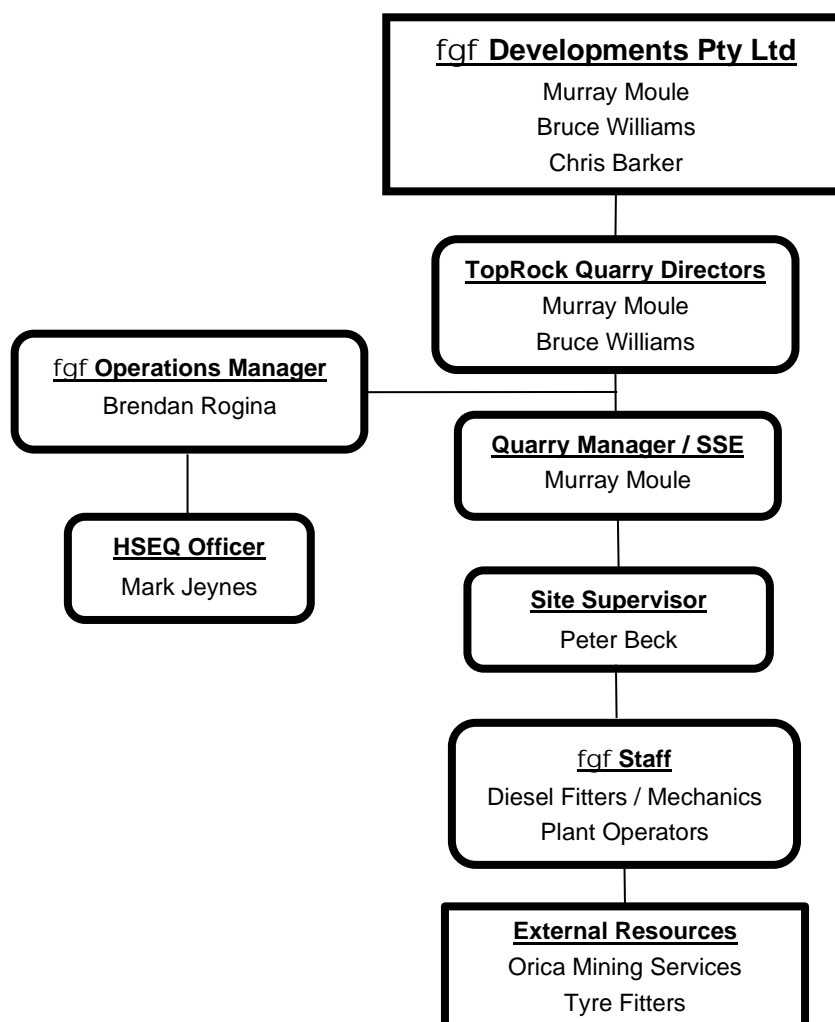 fgf Developments Pty Ltd
Murray Moule
Bruce Williams
Chris Barker
TopRock Quarry Directors
Murray Moule
Bruce Williams
fgf Operations Manager
Brendan Rogina
Quarry Manager / SSE
Murray Moule
HSEQ Officer
Mark Jeynes
Site Supervisor
Peter Beck
fgf Staff
Diesel Fitters / Mechanics
Plant Operators
External Resources
Orica Mining Services
Tyre Fitters